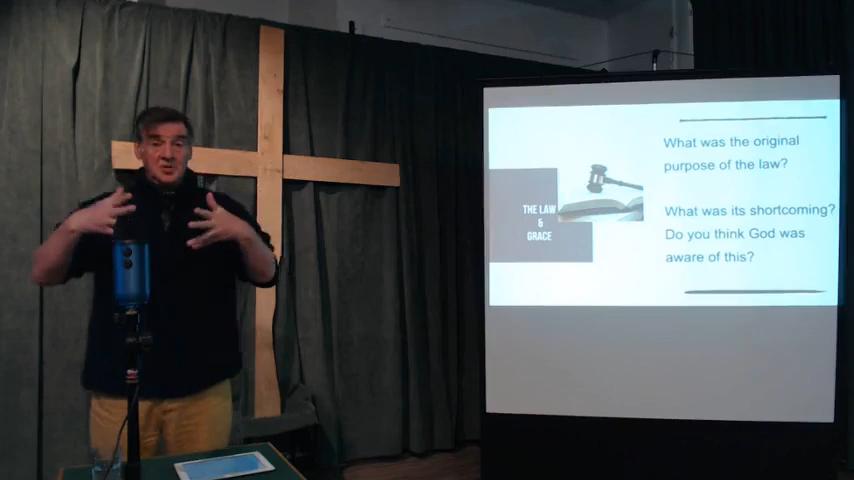 THE LAW
&
GRACE
What was the original
purpose of the law?
What was its shortcoming?
Do you think God was
aware of this?